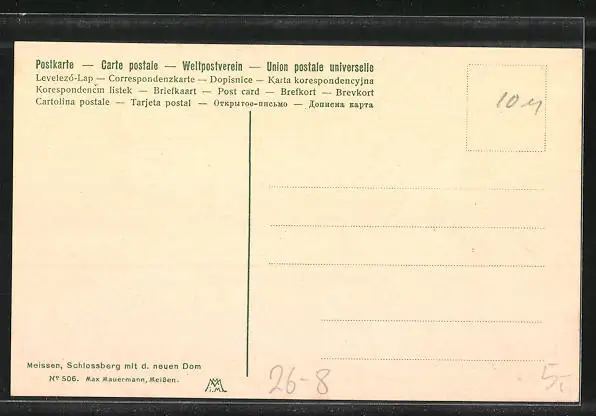 Postkarte — Carte postale — Weltpostverein — Union postale universelle
Levelező-Lap — Correspondenzkarte — Dopisnice — Karta korespondencyjna
Korespondencni listek — Briefkaart — Post card — Brefkort — Brevkort
Cartolina postale — Tarjeta postal — Открытое-письмо — Дописна карта
Meissen, Schlossberg mit d. neuen Dom
Nº 506. Max Mauermann, Meißen.
26-8
5,-